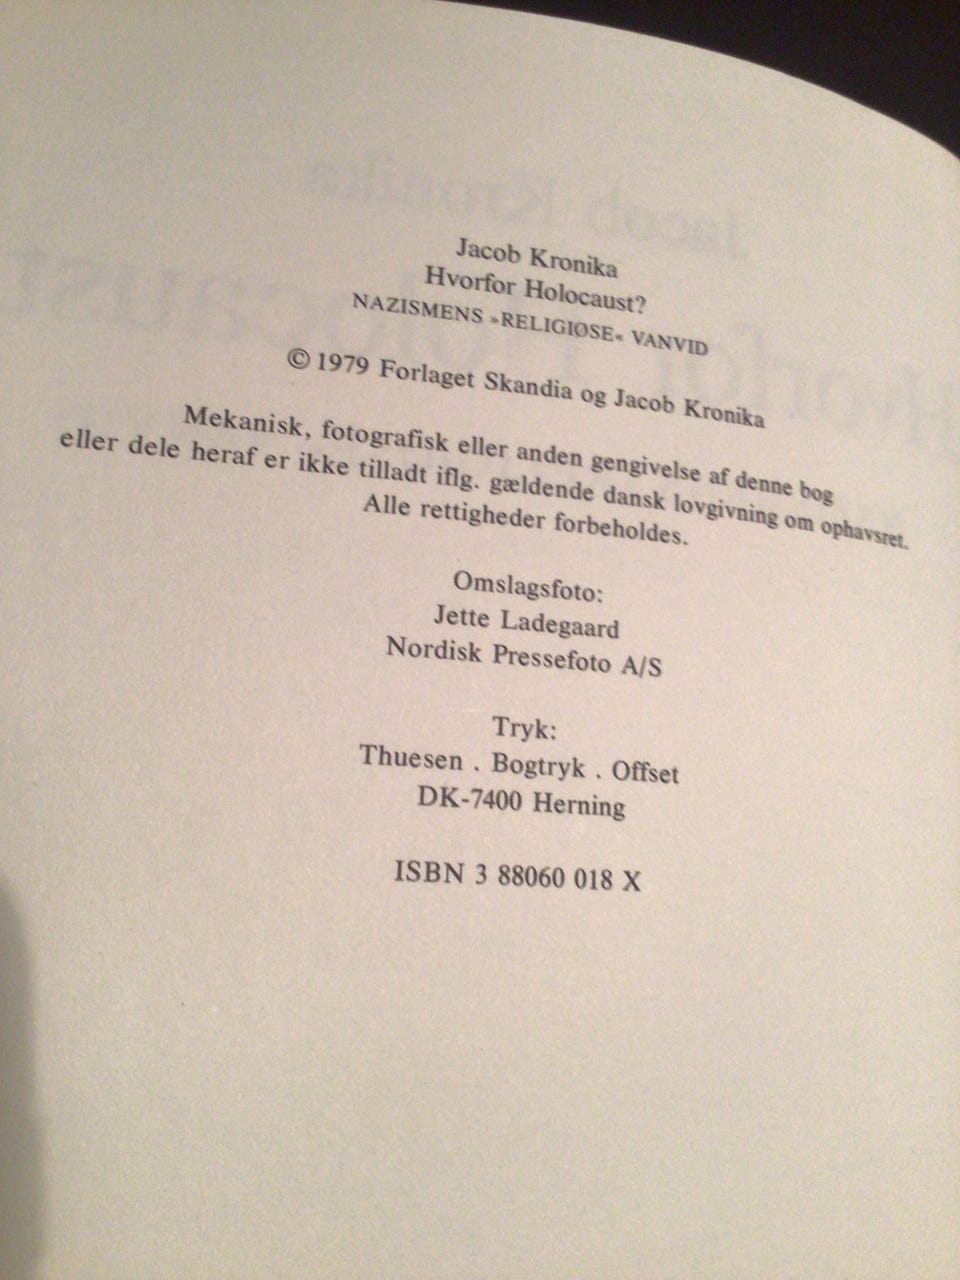 Jacob Kronika
Hvorfor Holocaust?
NAZISMENS »RELIGIØSE« VANVID
© 1979 Forlaget Skandia og Jacob Kronika
Mekanisk, fotografisk eller anden gengivelse af denne bog
eller dele heraf er ikke tilladt iflg. gældende dansk lovgivning om ophavsret.
Alle rettigheder forbeholdes.
Omslagsfoto:
Jette Ladegaard
Nordisk Pressefoto A/S
Tryk:
Thuesen . Bogtryk . Offset
DK-7400 Herning
ISBN 3 88060 018 X